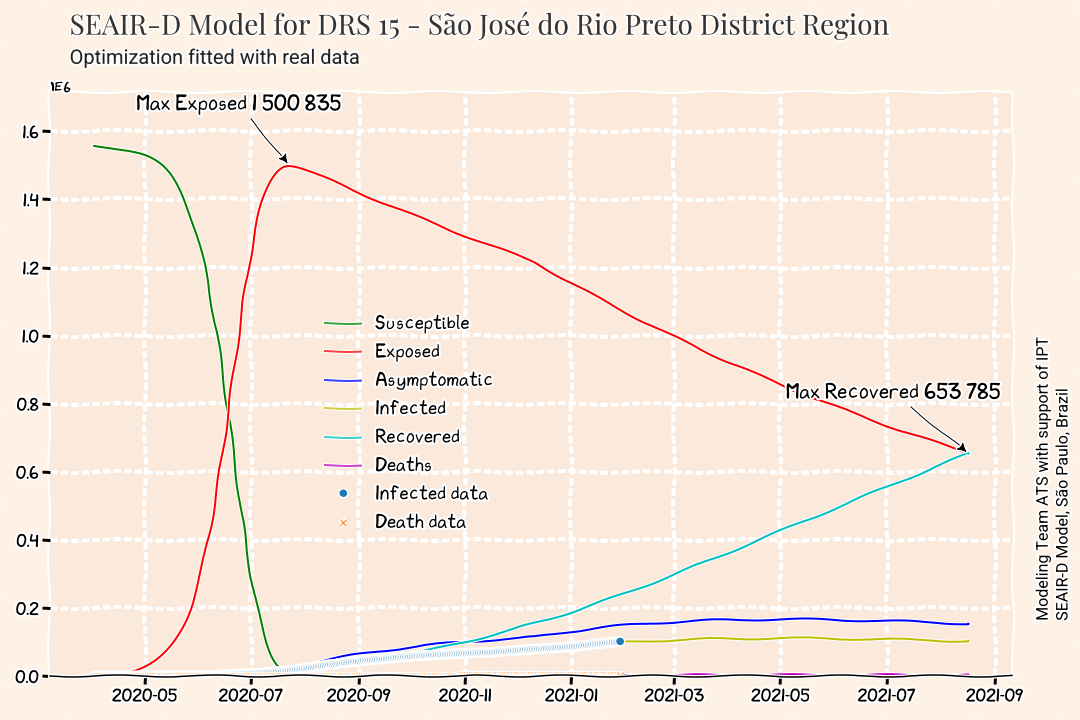 SEAIR-D Model for DRS 15 - São José do Rio Preto District Region
Optimization fitted with real data
1E6
Max Exposed 1 500 835
1.6
1.4
1.2
1.0
0.8
0.6
0.4
0.2
0.0
Susceptible
Exposed
Asymptomatic
Infected
Recovered
Deaths
Infected data
Death data
Max Recovered 653 785
2020-05
2020-07
2020-09
2020-11
2021-01
2021-03
2021-05
2021-07
2021-09
Modeling Team ATS with support of IPT
SEAIR-D Model, São Paulo, Brazil